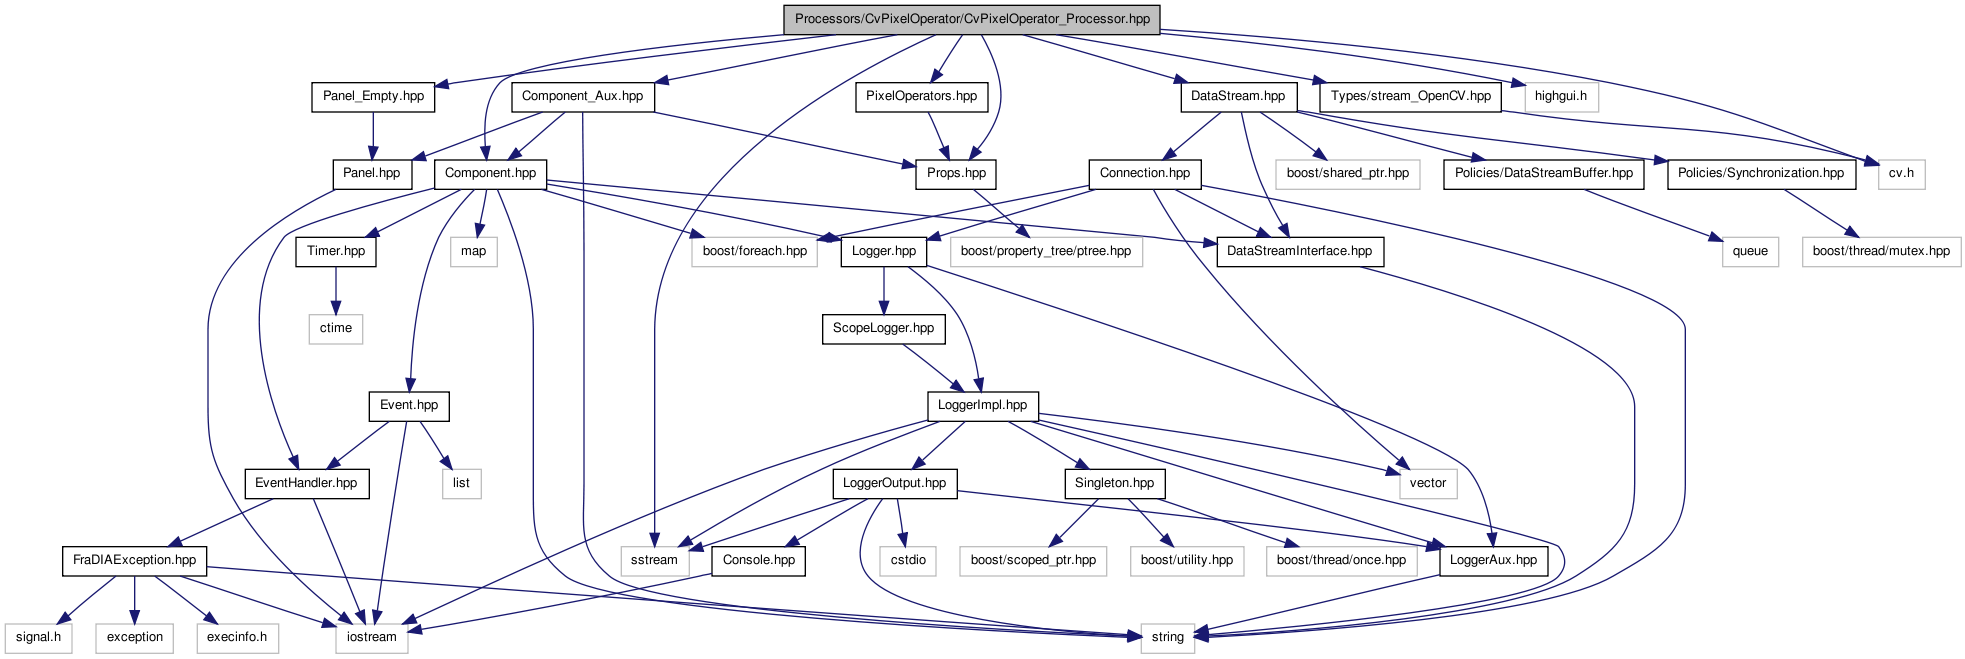 Processors/CvPixelOperator/CvPixelOperator_Processor.hpp
Panel_Empty.hpp
Component_Aux.hpp
PixelOperators.hpp
DataStream.hpp
Types/stream_OpenCV.hpp
highgui.h
Panel.hpp
Component.hpp
Props.hpp
Connection.hpp
boost/shared_ptr.hpp
Policies/DataStreamBuffer.hpp
Policies/Synchronization.hpp
cv.h
Timer.hpp
map
boost/foreach.hpp
Logger.hpp
boost/property_tree/ptree.hpp
DataStreamInterface.hpp
queue
boost/thread/mutex.hpp
ctime
ScopeLogger.hpp
Event.hpp
LoggerImpl.hpp
EventHandler.hpp
list
LoggerOutput.hpp
Singleton.hpp
vector
FraDIAException.hpp
sstream
Console.hpp
cstdio
boost/scoped_ptr.hpp
boost/utility.hpp
boost/thread/once.hpp
LoggerAux.hpp
signal.h
exception
execinfo.h
iostream
string